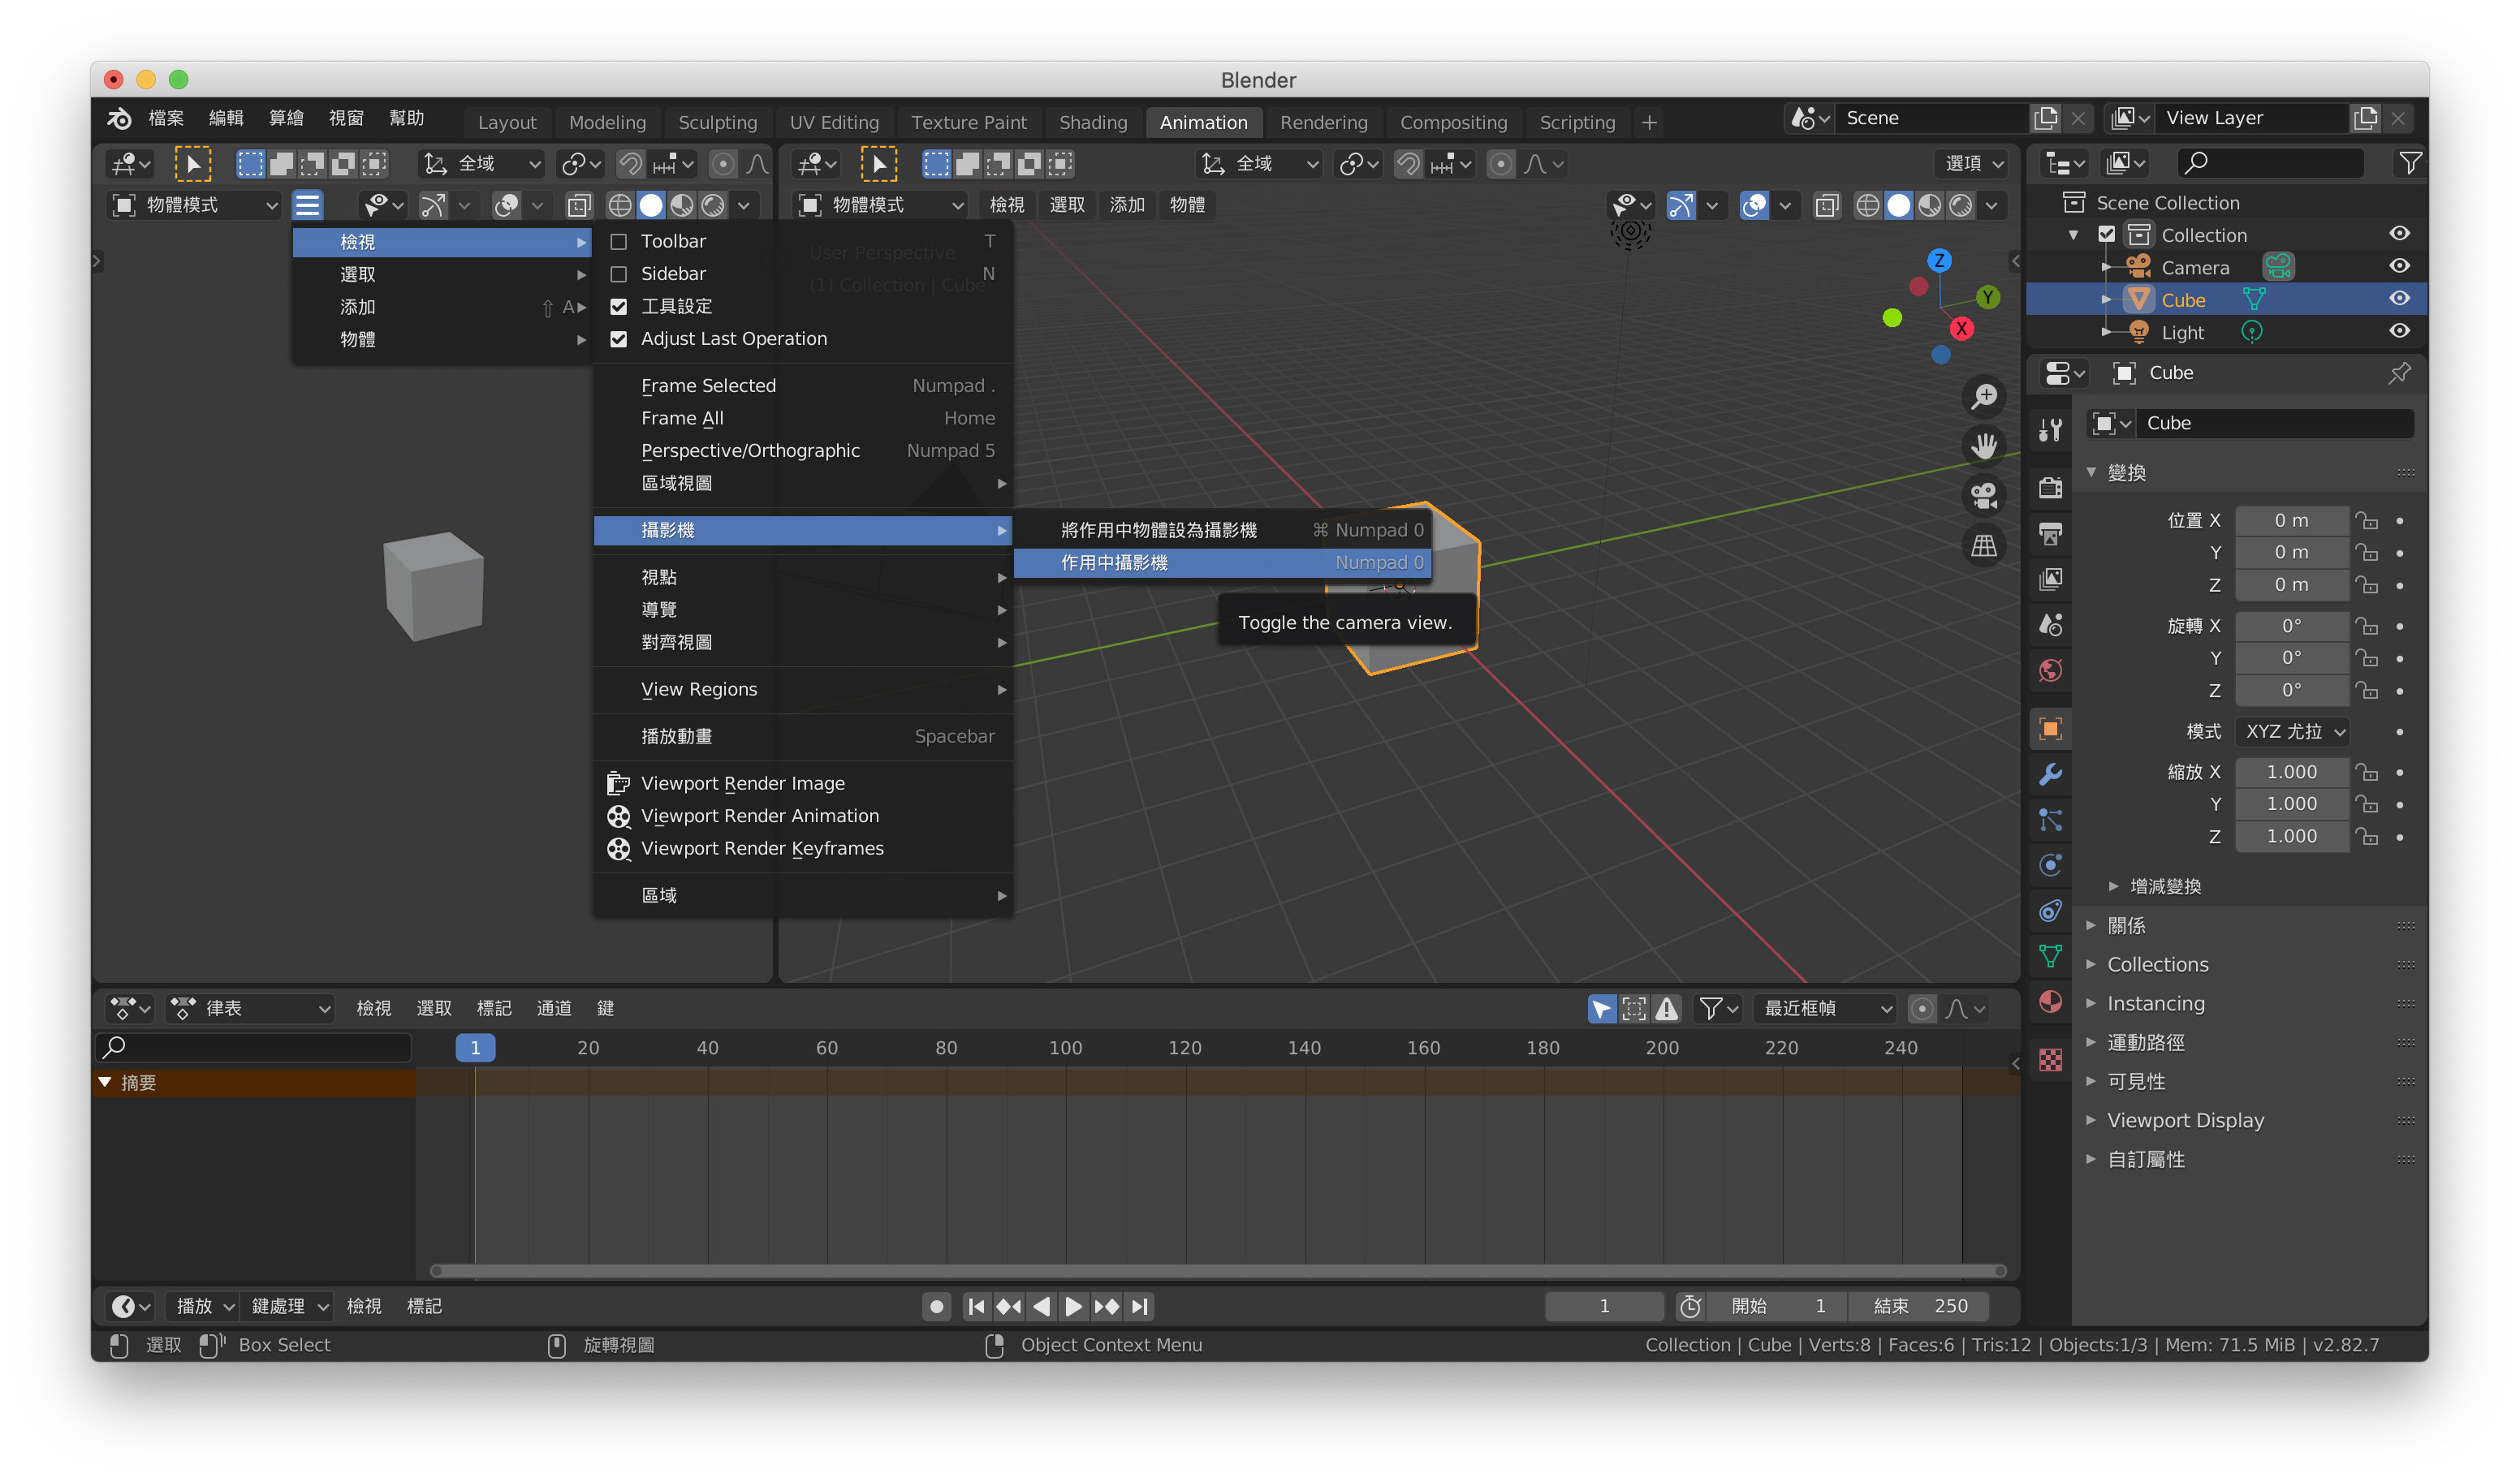 Blender
檔案 編輯 算繪 視窗 幫助 Layout Modeling Sculpting UV Editing Texture Paint Shading Animation Rendering Compositing Scripting + Scene View Layer
全域 全域 選項
物體模式 物體模式 檢視 選取 添加 物體
檢視
選取
添加 ⇧ A
物體
Toolbar T
Sidebar N
工具設定
Adjust Last Operation
Frame Selected Numpad .
Frame All Home
Perspective/Orthographic Numpad 5
區域視圖
攝影機
視點
導覽
對齊視圖
View Regions
播放動畫 Spacebar
Viewport Render Image
Viewport Render Animation
Viewport Render Keyframes
區域
將作用中物體設為攝影機 ⌘ Numpad 0
作用中攝影機 Numpad 0
Toggle the camera view.
User Perspective
(1) Collection | Cube
Z
Y
X
Scene Collection
Collection
Camera
Cube
Light
Cube
Cube
變換
位置 X 0 m
Y 0 m
Z 0 m
旋轉 X 0°
Y 0°
Z 0°
模式 XYZ 尤拉
縮放 X 1.000
Y 1.000
Z 1.000
增減變換
關係
Collections
Instancing
運動路徑
可見性
Viewport Display
自訂屬性
律表 檢視 選取 標記 通道 鍵 最近框幀
1 20 40 60 80 100 120 140 160 180 200 220 240
摘要
播放 鍵處理 檢視 標記 1 開始 1 結束 250
選取 Box Select 旋轉視圖 Object Context Menu Collection | Cube | Verts:8 | Faces:6 | Tris:12 | Objects:1/3 | Mem: 71.5 MiB | v2.82.7